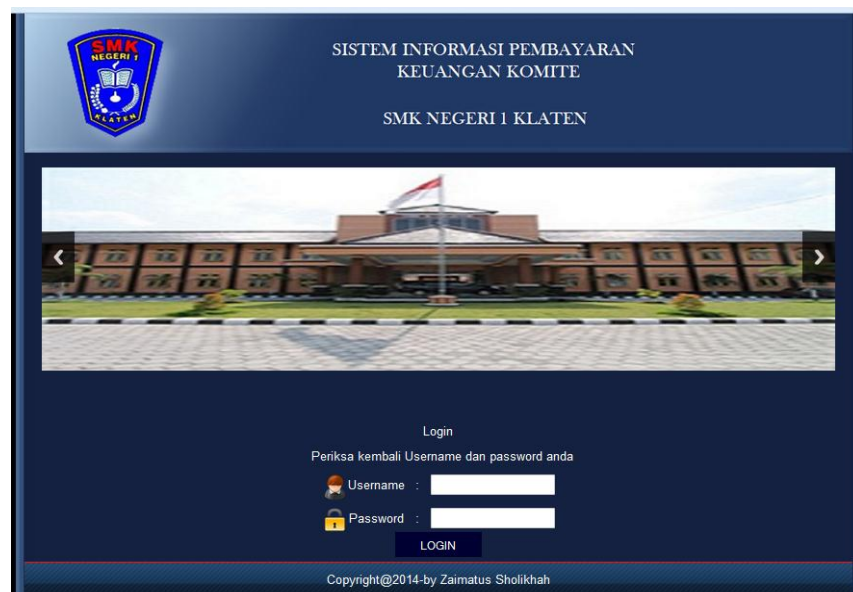 SMK
NEGERI 1
KLATEN
SISTEM INFORMASI PEMBAYARAN
KEUANGAN KOMITE
SMK NEGERI 1 KLATEN
Login
Periksa kembali Username dan password anda
Username :
Password :
LOGIN
Copyright@2014-by Zaimatus Sholikhah